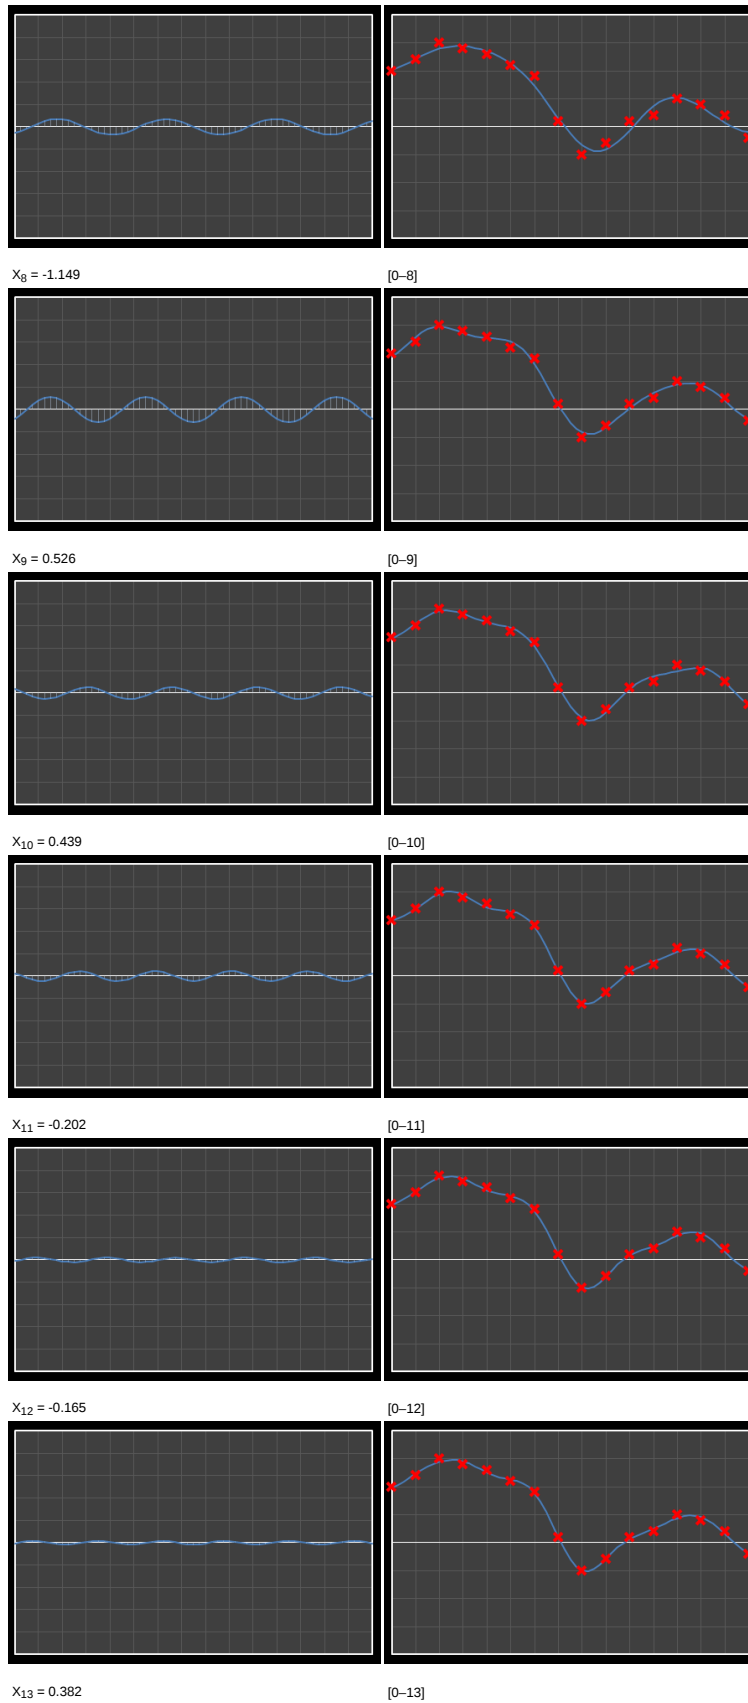 X8 = -1.149 [0–8]
X9 = 0.526 [0–9]
X10 = 0.439 [0–10]
X11 = -0.202 [0–11]
X12 = -0.165 [0–12]
X13 = 0.382 [0–13]